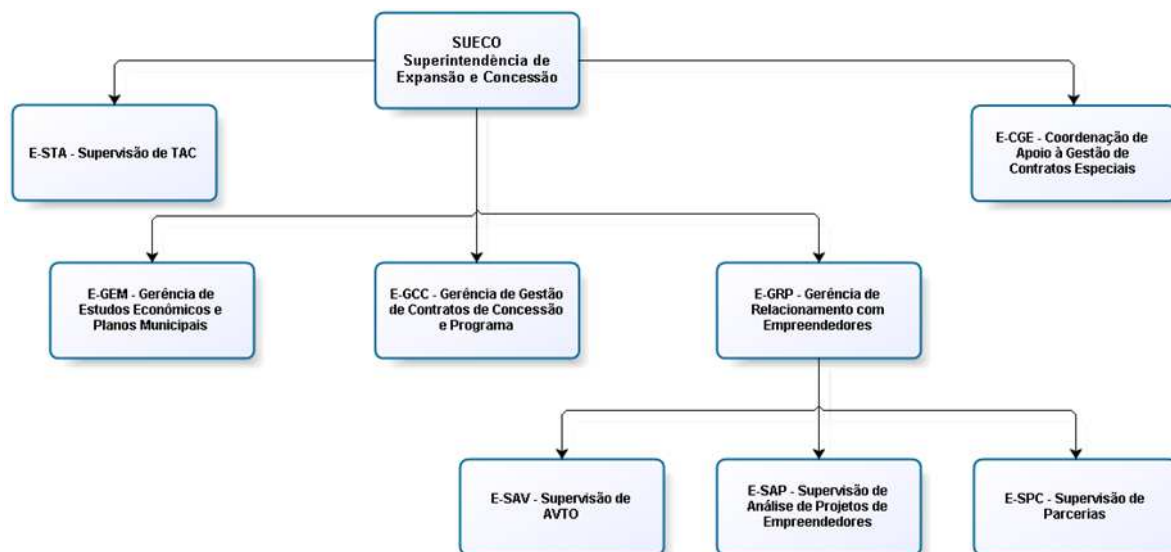 SUECO
Superintendência de
Expansão e Concessão
E-STA - Supervisão de TAC
E-CGE - Coordenação de
Apoio à Gestão de
Contratos Especiais
E-GEM - Gerência de
Estudos Econômicos e
Planos Municipais
E-GCC - Gerência de Gestão
de Contratos de Concessão
e Programa
E-GRP - Gerência de
Relacionamento com
Empreendedores
E-SAV - Supervisão de
AVTO
E-SAP - Supervisão de
Análise de Projetos de
Empreendedores
E-SPC - Supervisão de
Parcerias